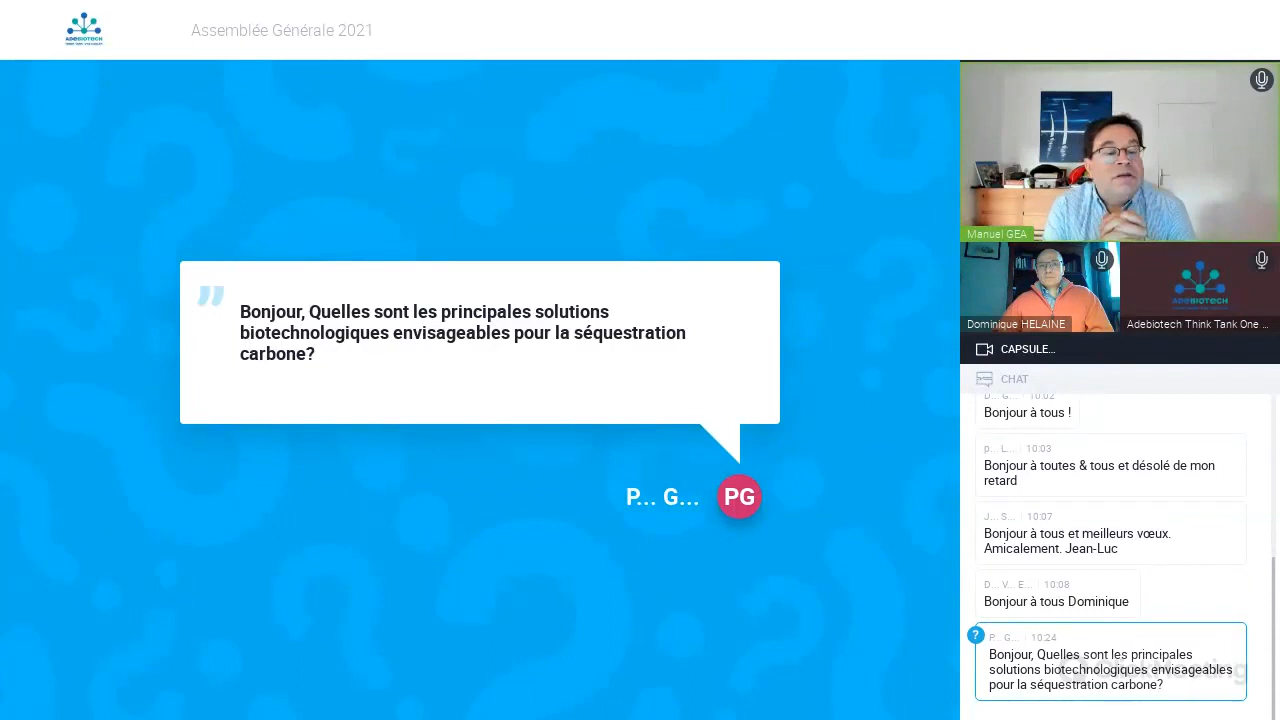 ADEBIOTECH
Assemblée Générale 2021
Bonjour, Quelles sont les principales solutions
biotechnologiques envisageables pour la séquestration
carbone?
P... G...
PG
Manuel GEA
Dominique HELAINE
ADEBIOTECH
Adebiotech Think Tank One ...
CAPSULE...
CHAT
D... G... 10:02
Bonjour à tous !
p... L... 10:03
Bonjour à toutes & tous et désolé de mon
retard
J... S... 10:07
Bonjour à tous et meilleurs vœux.
Amicalement. Jean-Luc
D... V... E... 10:08
Bonjour à tous Dominique
?
P... G... 10:24
Bonjour, Quelles sont les principales
solutions biotechnologiques envisageables
pour la séquestration carbone?